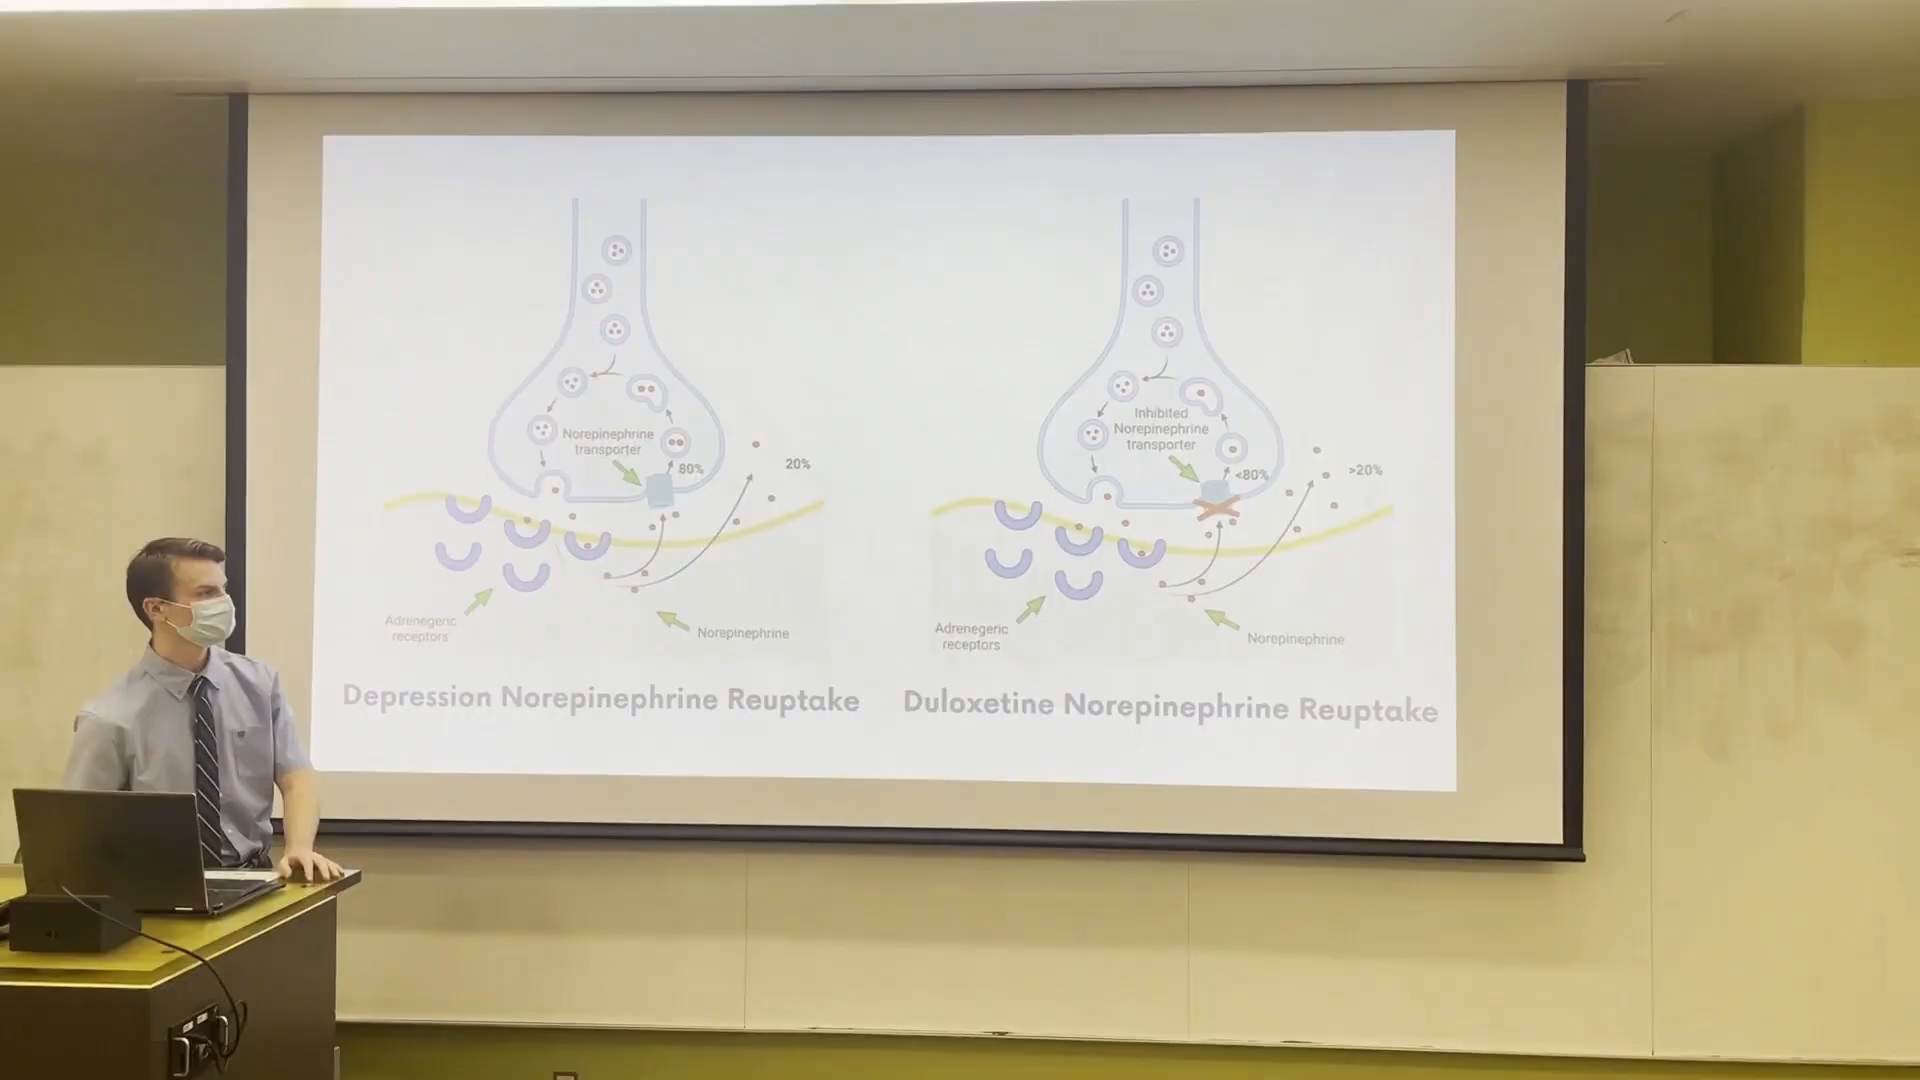 Norepinephrine
transporter
80%
20%
Adrenegeric
receptors
Norepinephrine
Depression Norepinephrine Reuptake
Inhibited
Norepinephrine
transporter
<80%
>20%
Adrenegeric
receptors
Norepinephrine
Duloxetine Norepinephrine Reuptake